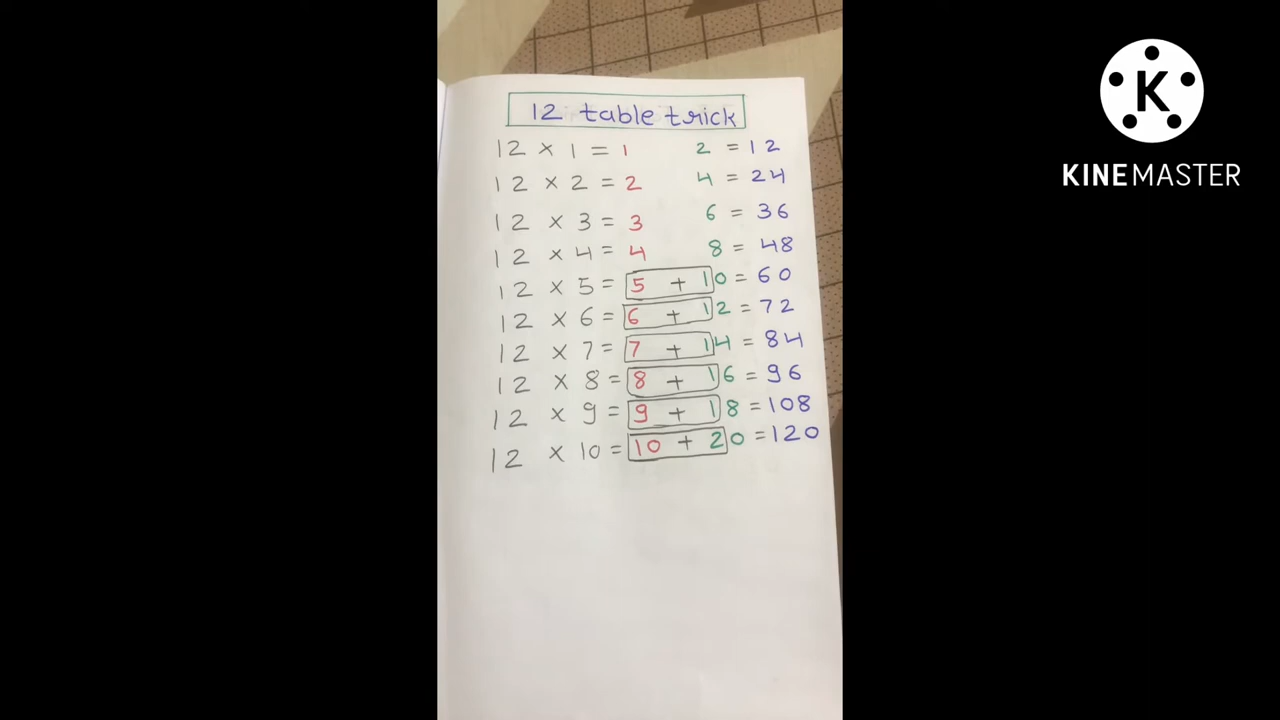 12 table trick
12 × 1 = 1 2 = 12
12 × 2 = 2 4 = 24
12 × 3 = 3 6 = 36
12 × 4 = 4 8 = 48
12 × 5 = 5 + 10 = 60
12 × 6 = 6 + 12 = 72
12 × 7 = 7 + 14 = 84
12 × 8 = 8 + 16 = 96
12 × 9 = 9 + 18 = 108
12 × 10 = 10 + 20 = 120
K
KINEMASTER